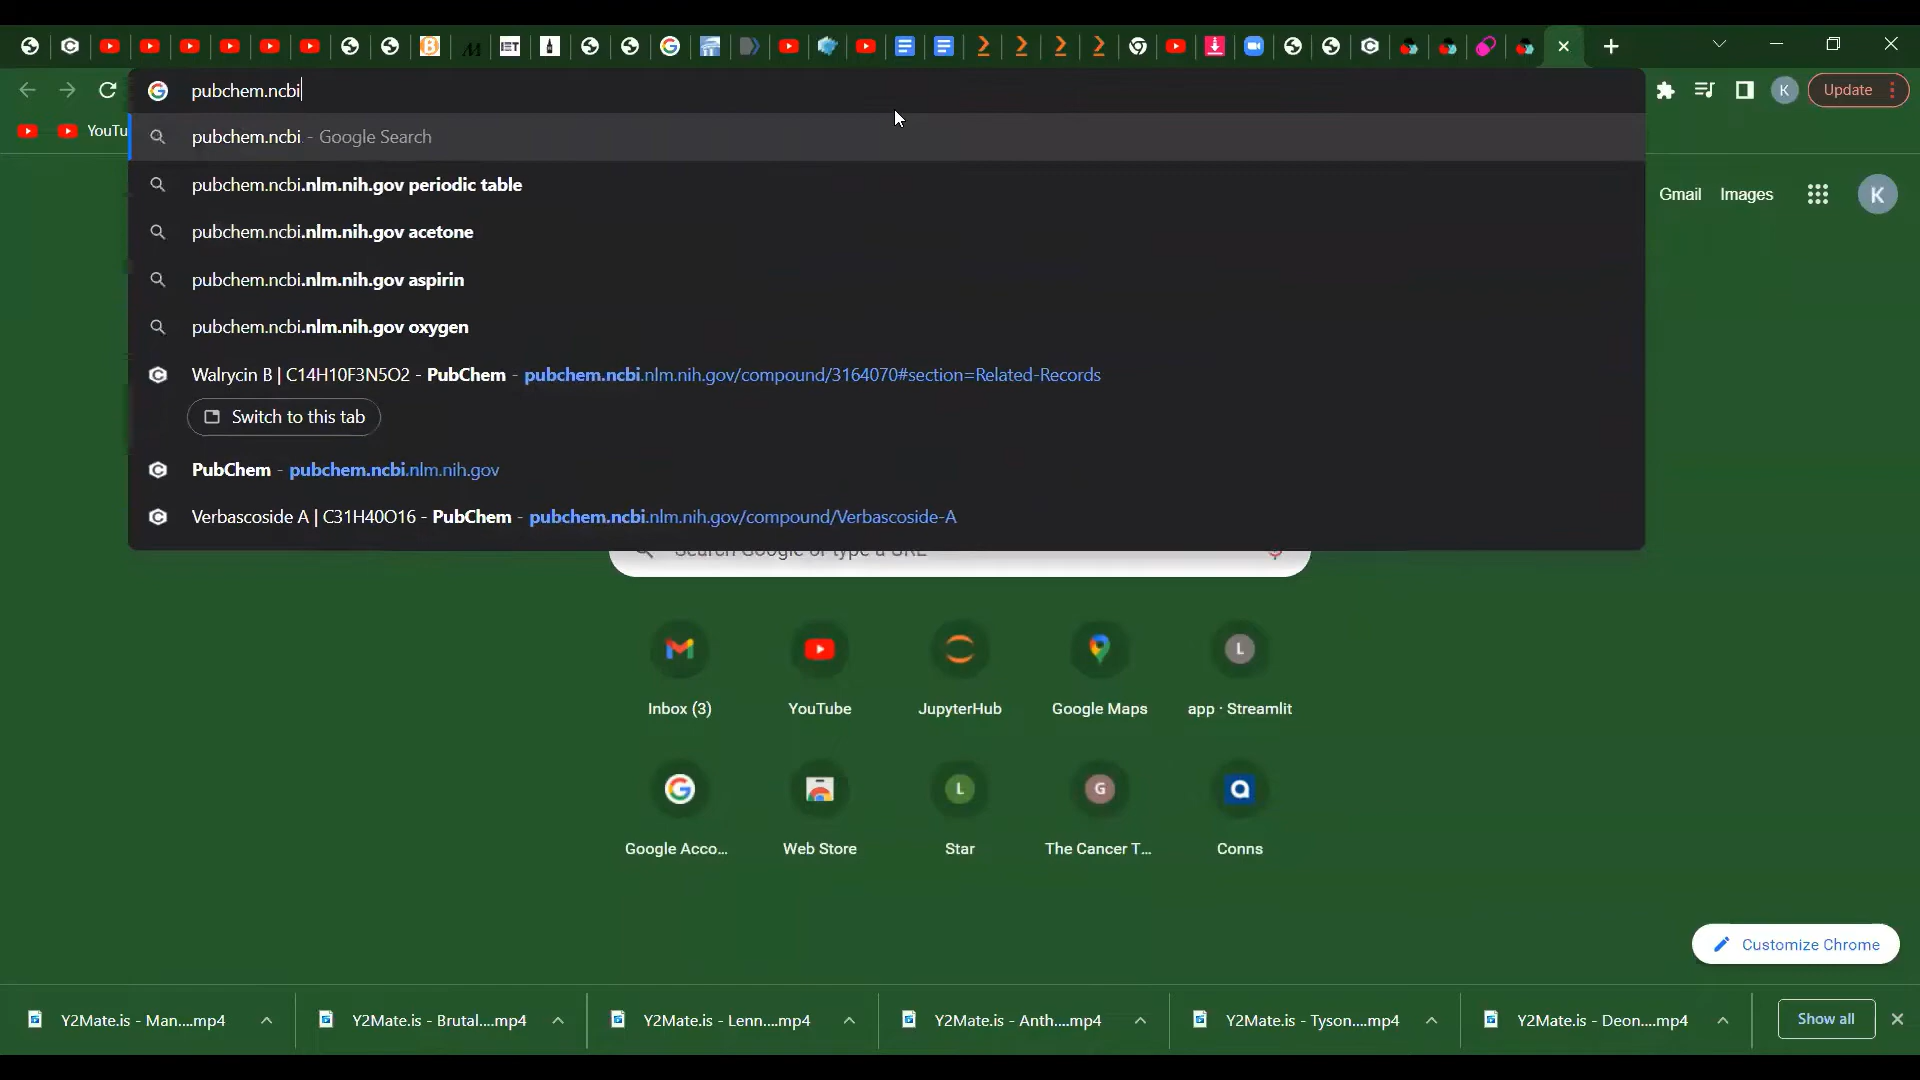 pubchem.ncbi
Update
YouTu
pubchem.ncbi - Google Search
pubchem.ncbi.nlm.nih.gov periodic table
Gmail Images K
pubchem.ncbi.nlm.nih.gov acetone
pubchem.ncbi.nlm.nih.gov aspirin
pubchem.ncbi.nlm.nih.gov oxygen
Walrycin B | C14H10F3N5O2 - PubChem - pubchem.ncbi.nlm.nih.gov/compound/3164070#section=Related-Records
Switch to this tab
PubChem - pubchem.ncbi.nlm.nih.gov
Verbascoside A | C31H40O16 - PubChem - pubchem.ncbi.nlm.nih.gov/compound/Verbascoside-A
Search Google or type a URL
Inbox (3) YouTube JupyterHub Google Maps app · Streamlit
Google Acco... Web Store Star The Cancer T... Conns
Customize Chrome
Y2Mate.is - Man....mp4 Y2Mate.is - Brutal....mp4 Y2Mate.is - Lenn....mp4 Y2Mate.is - Anth....mp4 Y2Mate.is - Tyson....mp4 Y2Mate.is - Deon....mp4 Show all